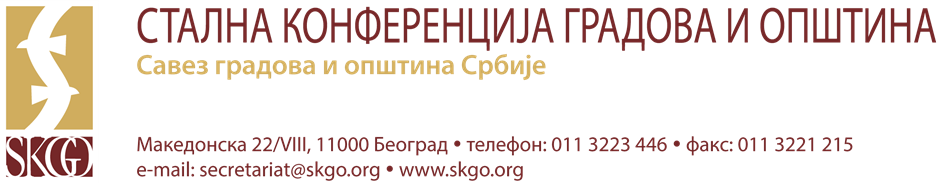 СТАЛНА КОНФЕРЕНЦИЈА ГРАДОВА И ОПШТИНА
Савез градова и општина Србије
SKGO
Македонска 22/VIII, 11000 Београд • телефон: 011 3223 446 • факс: 011 3221 215
e-mail: secretariat@skgo.org • www.skgo.org